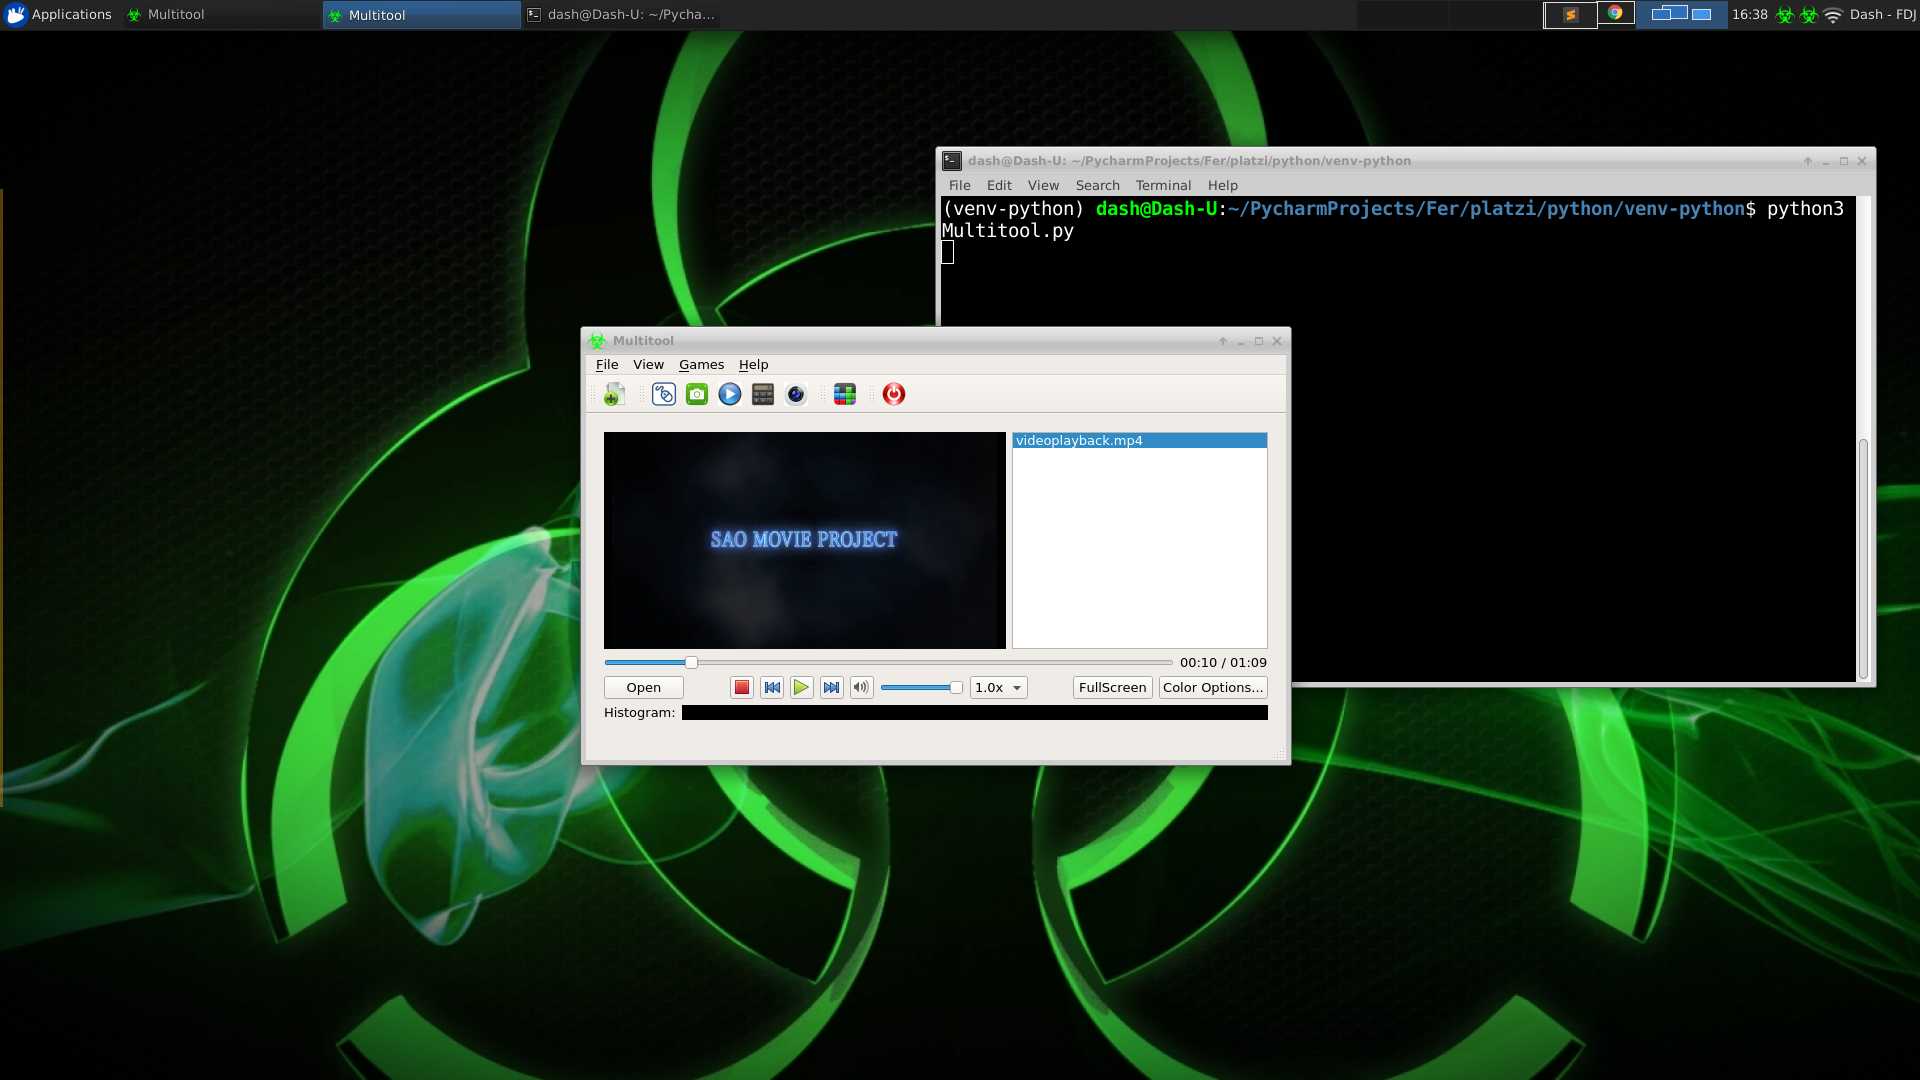 Applications
Multitool
Multitool
dash@Dash-U: ~/Pycha...
16:38
Dash - FDJ
dash@Dash-U: ~/PycharmProjects/Fer/platzi/python/venv-python
File Edit View Search Terminal Help
(venv-python) dash@Dash-U:~/PycharmProjects/Fer/platzi/python/venv-python$ python3
Multitool.py
Multitool
File View Games Help
videoplayback.mp4
SAO MOVIE PROJECT
00:10 / 01:09
Open
1.0x
FullScreen
Color Options...
Histogram: